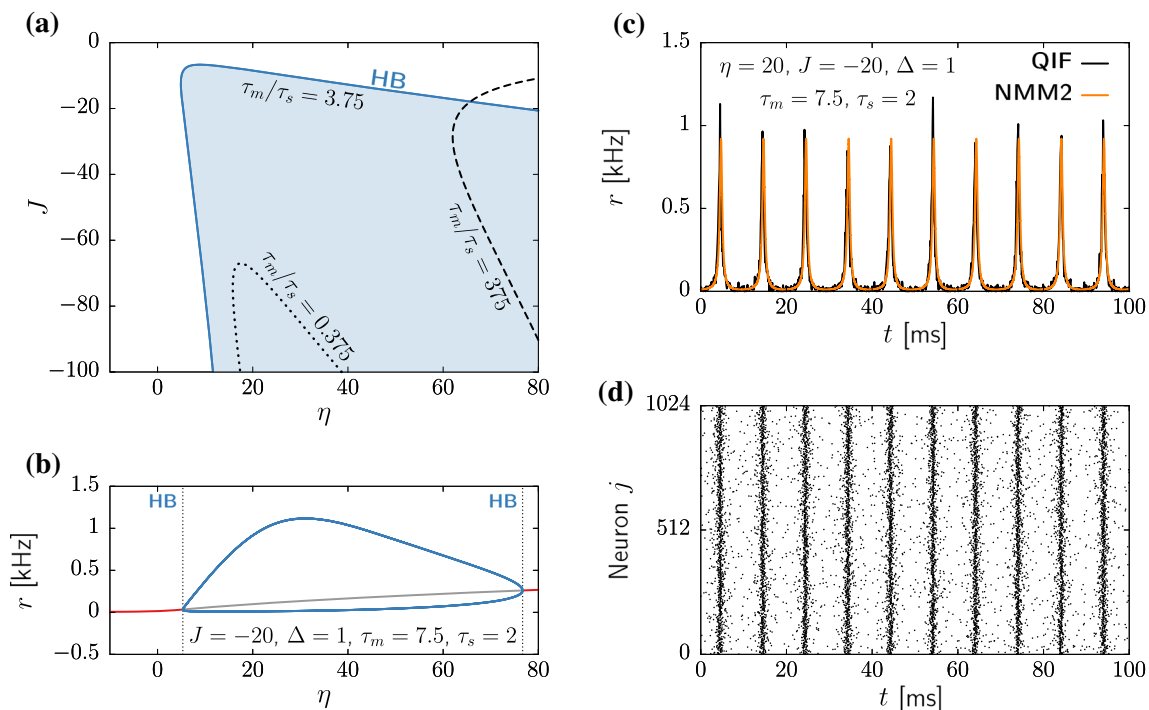 (a)
0
−20
−40
−60
−80
−100
J
0
20
40
60
80
η
HB
τm/τs = 3.75
τm/τs = 375
τm/τs = 0.375
(b)
1.5
1
0.5
0
−0.5
r [kHz]
HB
HB
J = −20, Δ = 1, τm = 7.5, τs = 2
0
20
40
60
80
η
(c)
1.5
1
0.5
0
r [kHz]
η = 20, J = −20, Δ = 1
τm = 7.5, τs = 2
QIF
NMM2
0
20
40
60
80
100
t [ms]
(d)
1024
512
0
Neuron j
0
20
40
60
80
100
t [ms]